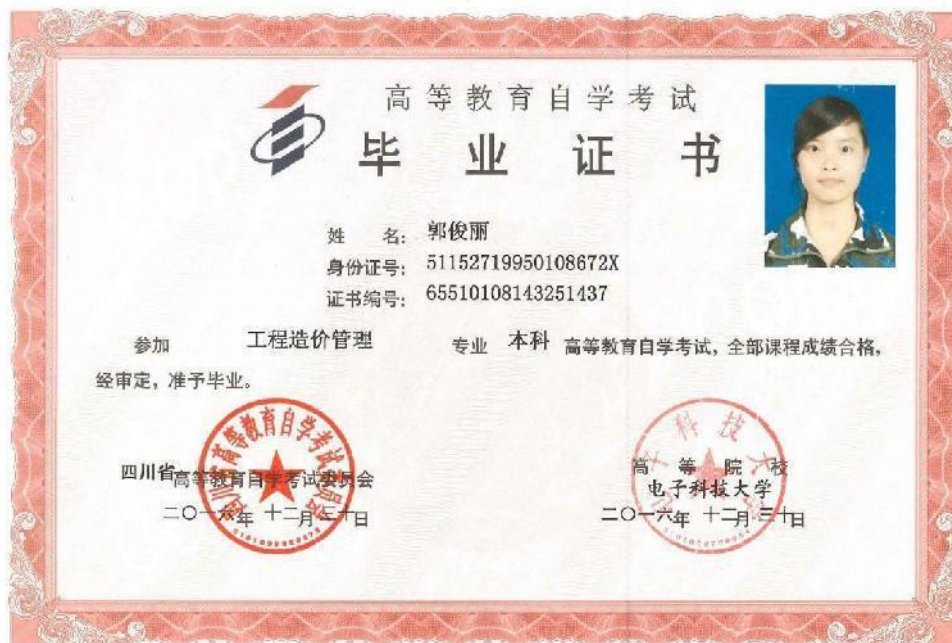 高等教育自学考试
毕业证书
姓 名: 郭俊丽
身份证号: 51152719950108672X
证书编号: 65510108143251437
参加 工程造价管理 专业 本科 高等教育自学考试, 全部课程成绩合格,
经审定, 准予毕业。
四川省高等教育自学考试委员会
二〇一六年 十二月三十日
高等院校
电子科技大学
二〇一六年 十二月三十日